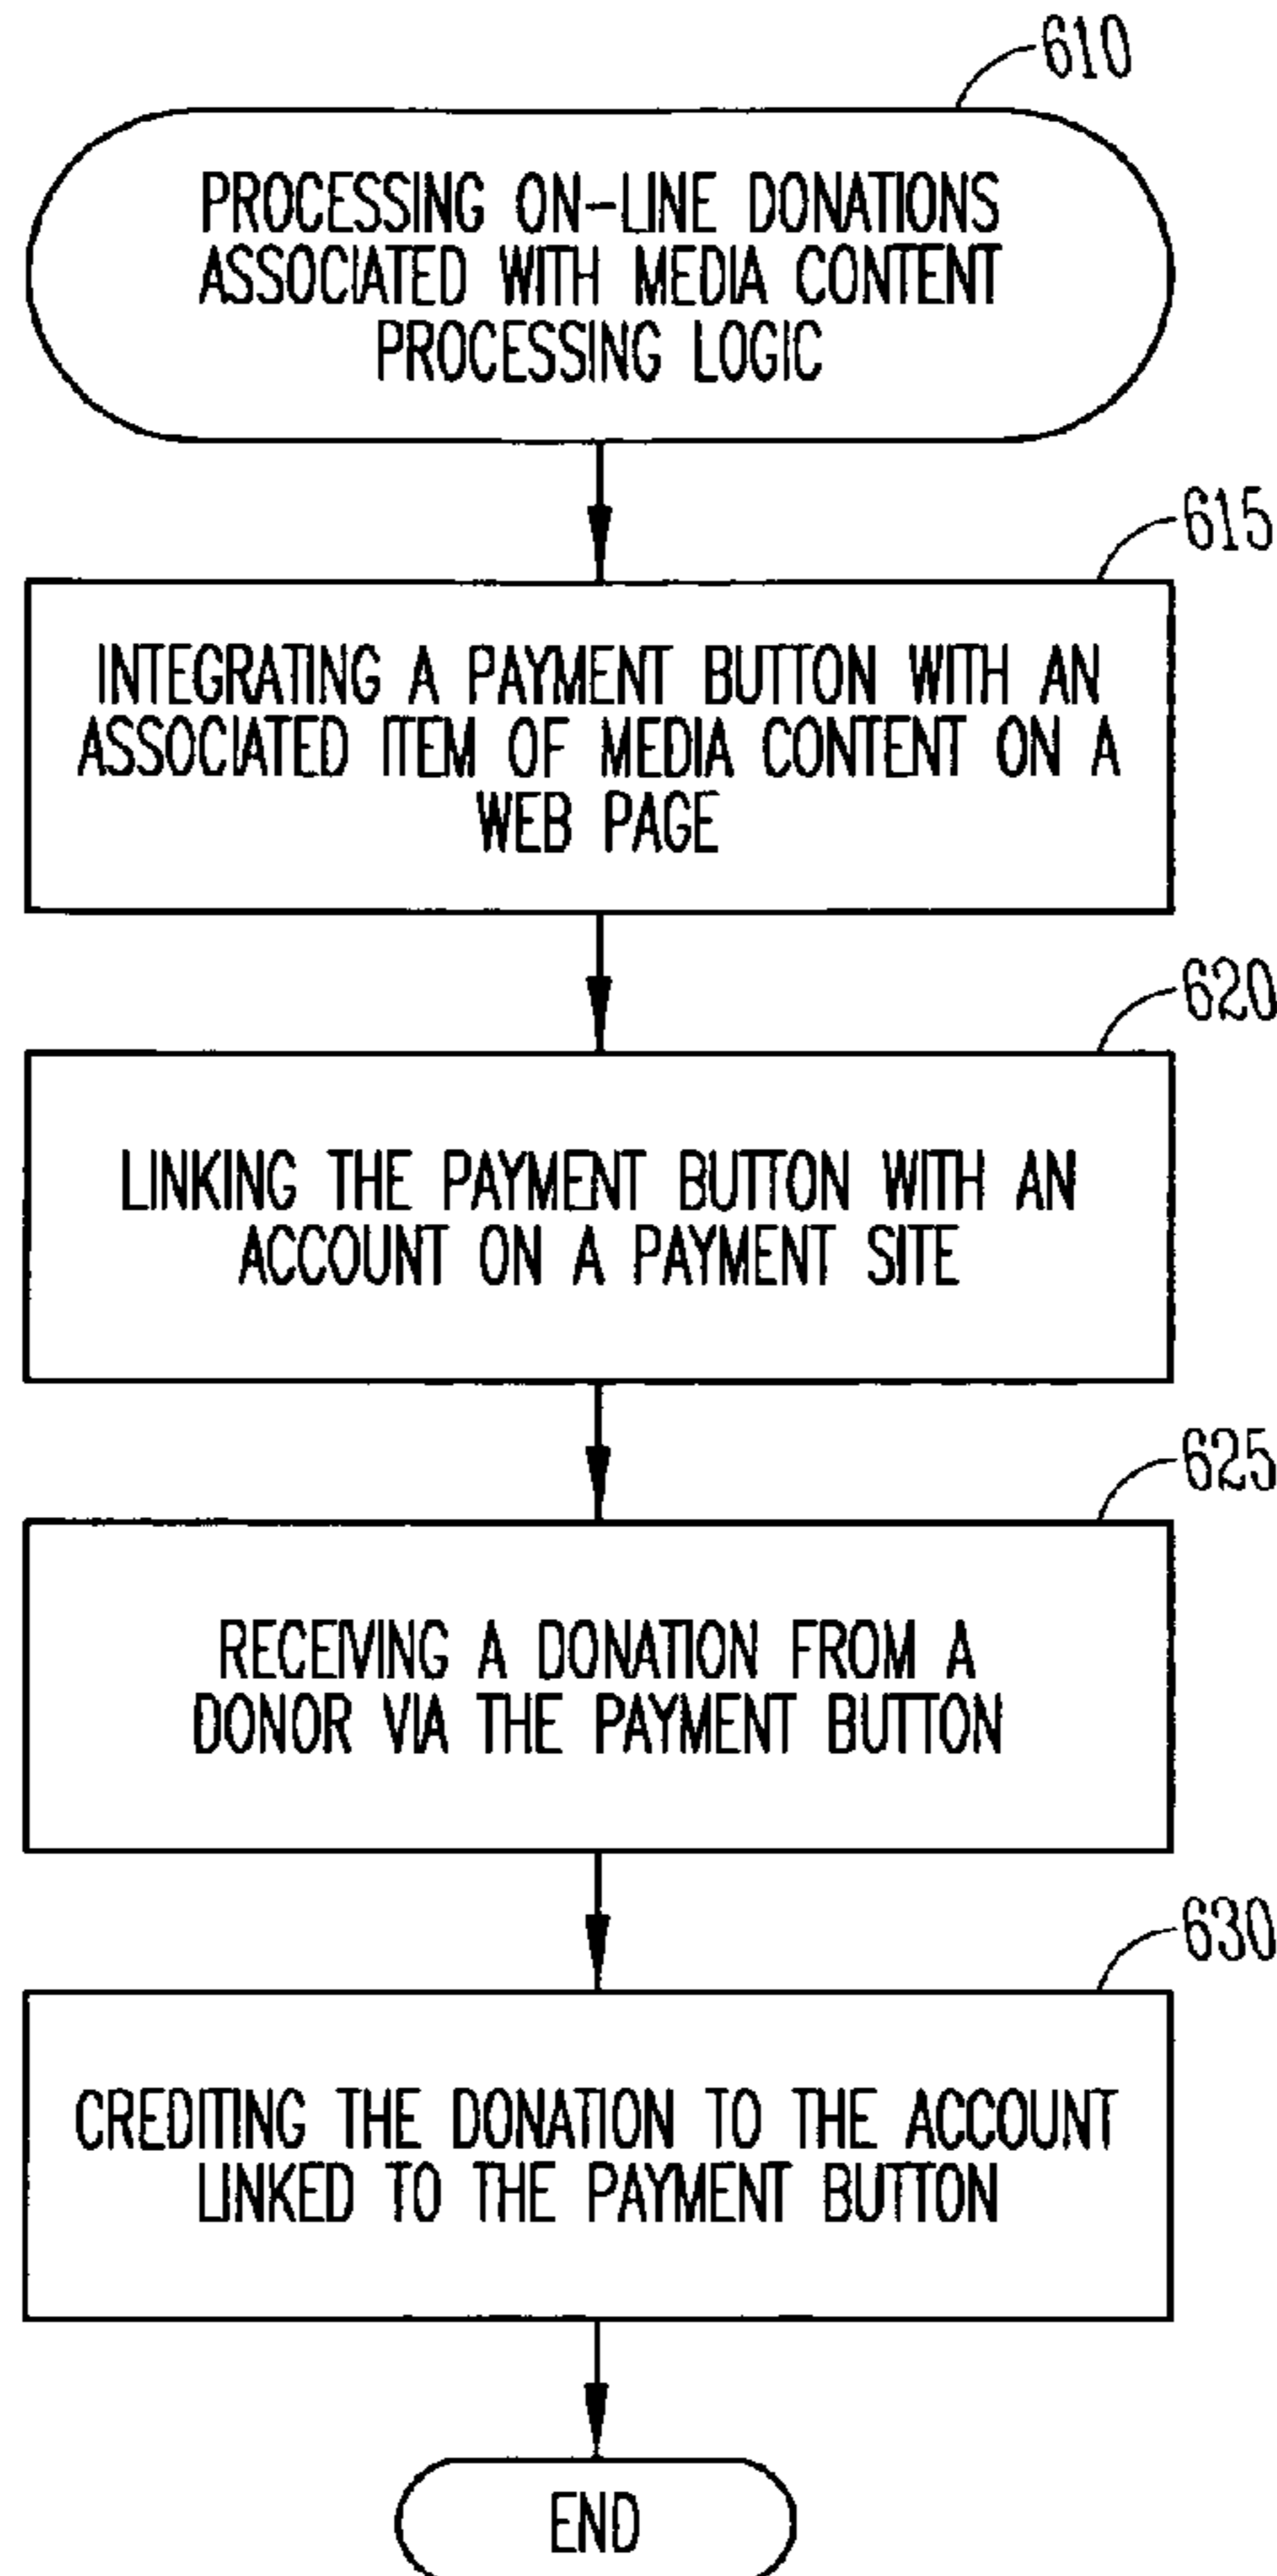 610
PROCESSING ON-LINE DONATIONS
ASSOCIATED WITH MEDIA CONTENT
PROCESSING LOGIC
615
INTEGRATING A PAYMENT BUTTON WITH AN
ASSOCIATED ITEM OF MEDIA CONTENT ON A
WEB PAGE
620
LINKING THE PAYMENT BUTTON WITH AN
ACCOUNT ON A PAYMENT SITE
625
RECEIVING A DONATION FROM A
DONOR VIA THE PAYMENT BUTTON
630
CREDITING THE DONATION TO THE ACCOUNT
LINKED TO THE PAYMENT BUTTON
END